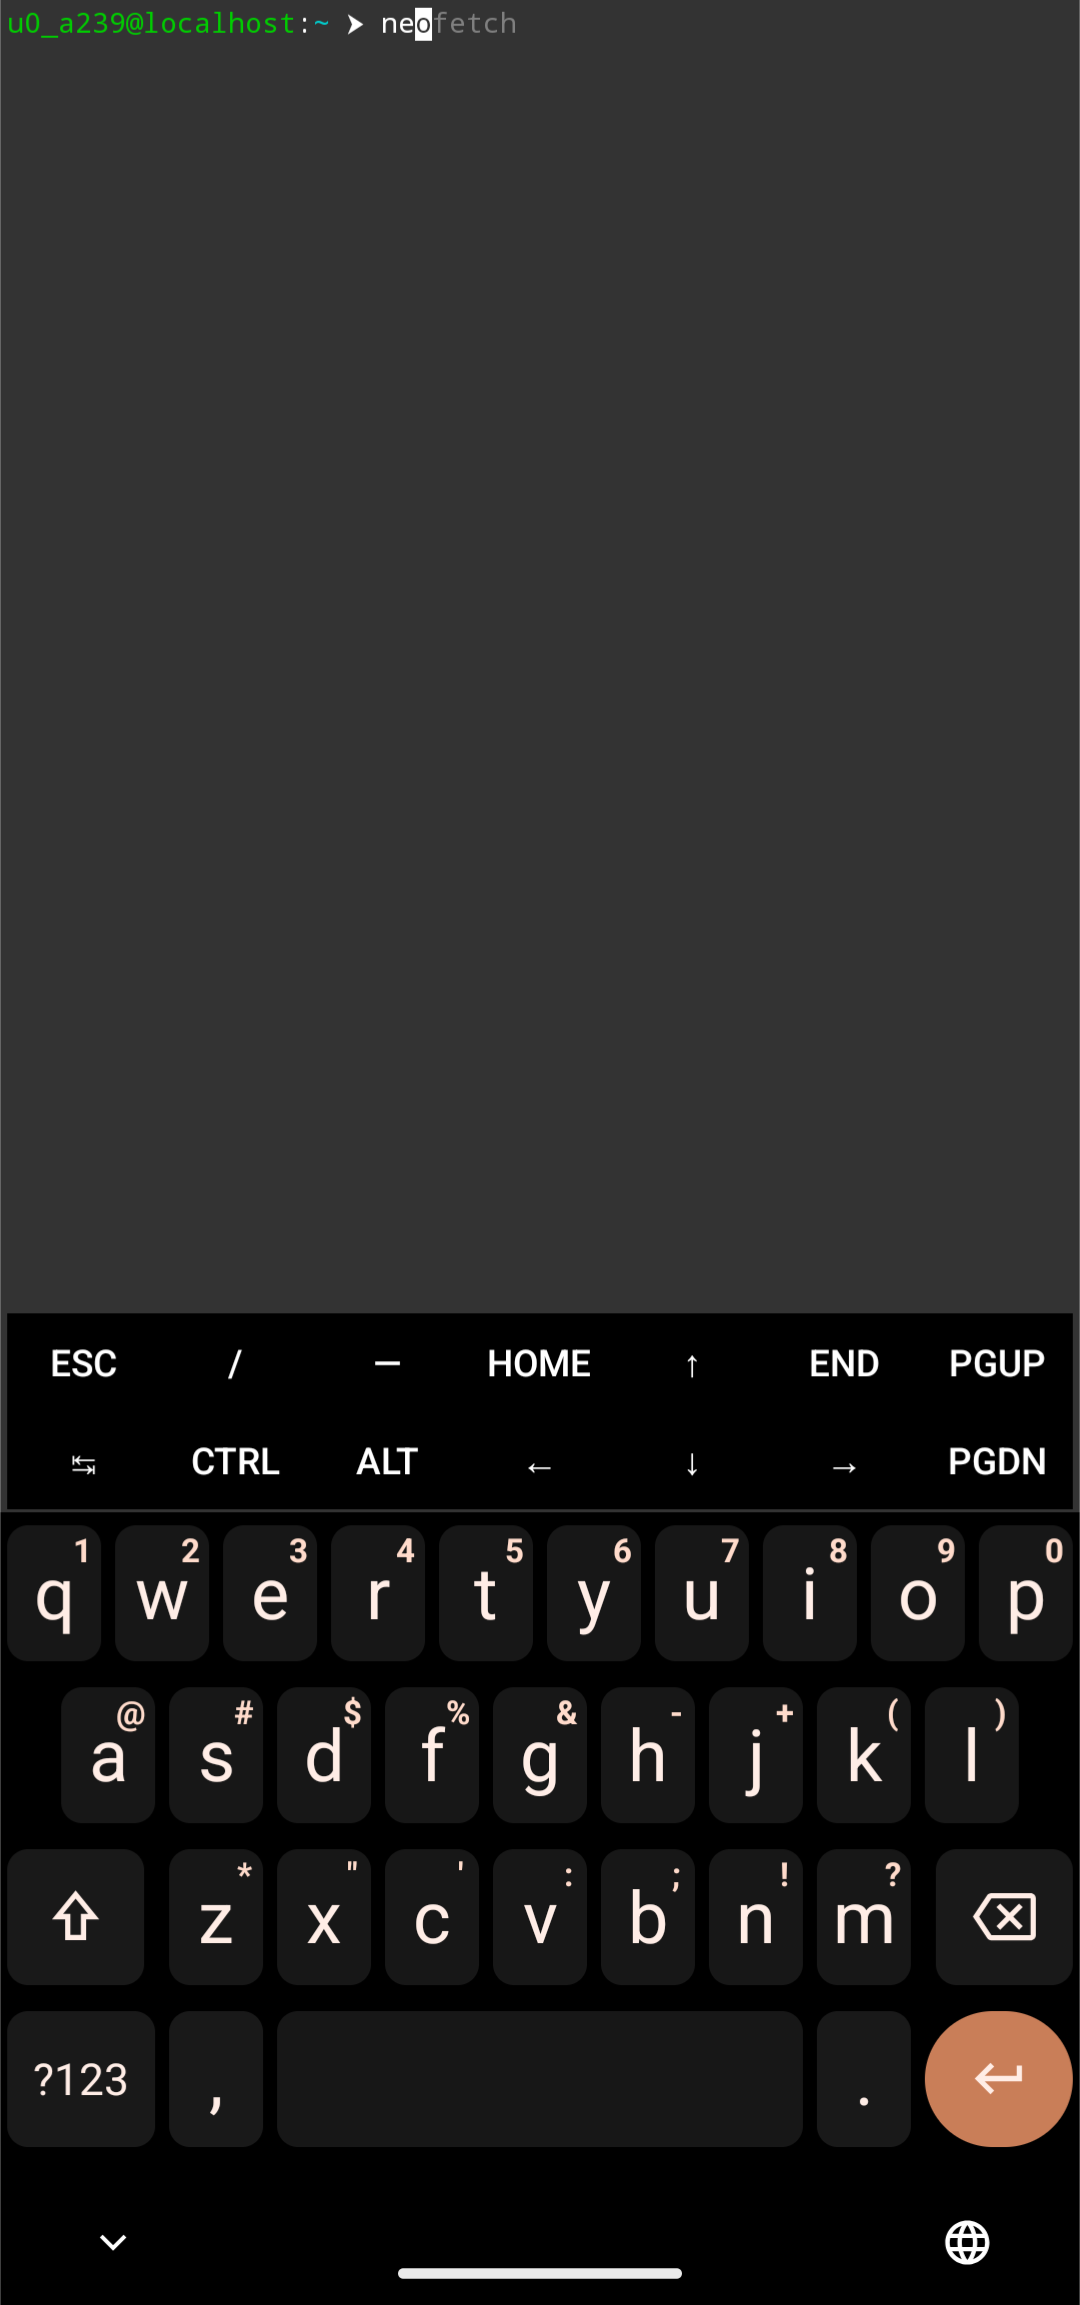 u0_a239@localhost:~ ➤ neofetch
ESC / — HOME ↑ END PGUP
↹ CTRL ALT ← ↓ → PGDN
1 2 3 4 5 6 7 8 9 0
q w e r t y u i o p
@ # $ % & - + ( )
a s d f g h j k l
* " ' : ; ! ?
z x c v b n m
?123 , .